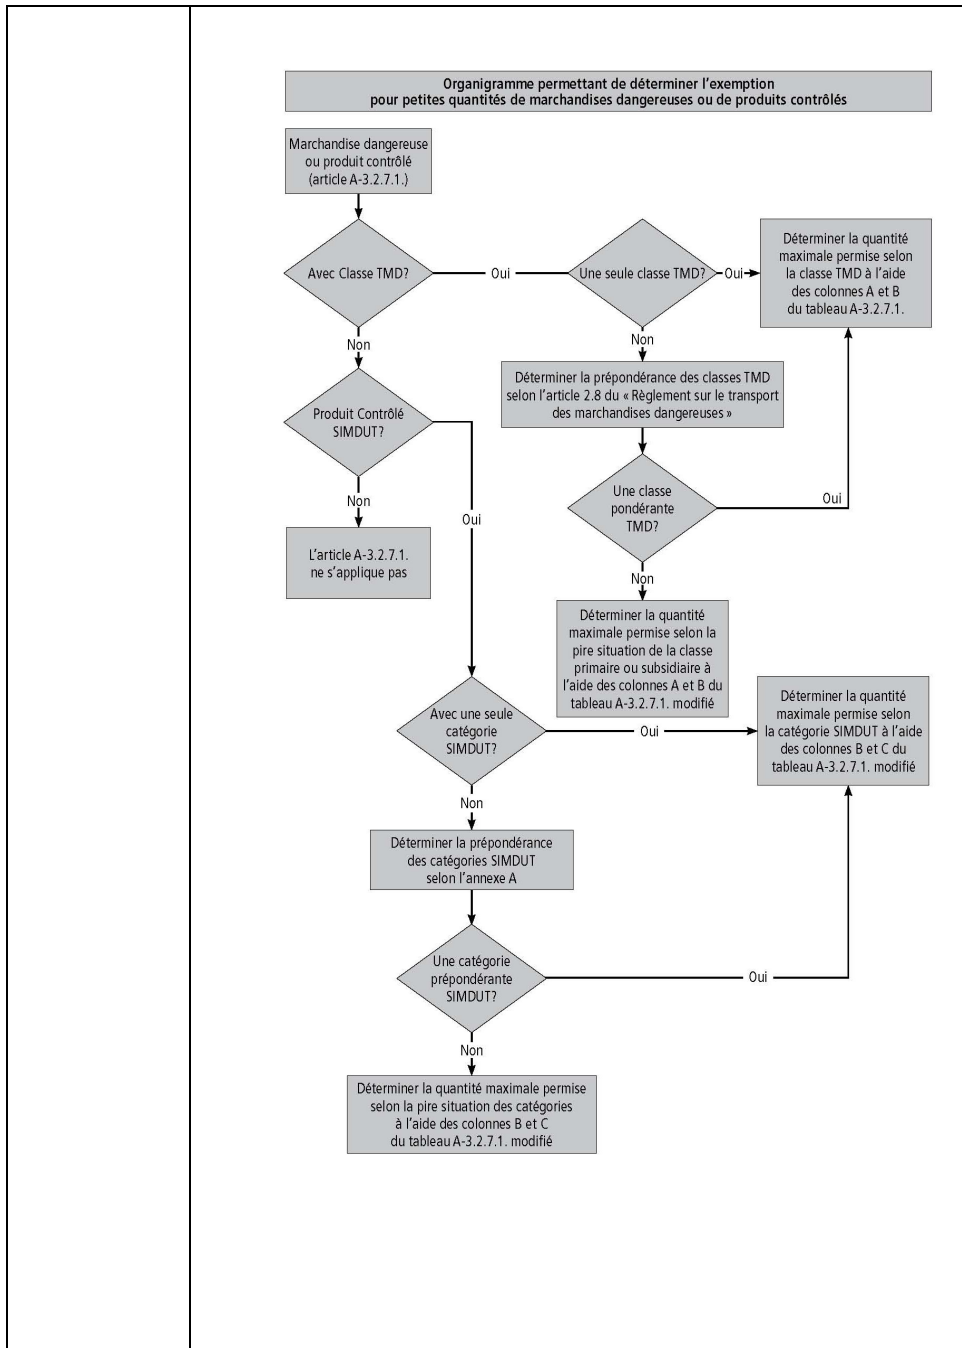 Organigramme permettant de déterminer l'exemption
pour petites quantités de marchandises dangereuses ou de produits contrôlés
Marchandise dangereuse
ou produit contrôlé
(article A-3.2.7.1.)
Avec Classe TMD?
Oui
Une seule classe TMD?
Oui
Déterminer la quantité
maximale permise selon
la classe TMD à l'aide
des colonnes A et B
du tableau A-3.2.7.1.
Non
Non
Déterminer la prépondérance des classes TMD
selon l'article 2.8 du « Règlement sur le transport
des marchandises dangereuses »
Produit Contrôlé
SIMDUT?
Une classe
pondérante
TMD?
Oui
Non
Oui
L'article A-3.2.7.1.
ne s'applique pas
Non
Déterminer la quantité
maximale permise selon la
pire situation de la classe
primaire ou subsidiaire à
l'aide des colonnes A et B du
tableau A-3.2.7.1. modifié
Avec une seule
catégorie
SIMDUT?
Oui
Déterminer la quantité
maximale permise selon
la catégorie SIMDUT à l'aide
des colonnes B et C du
tableau A-3.2.7.1. modifié
Non
Déterminer la prépondérance
des catégories SIMDUT
selon l'annexe A
Une catégorie
prépondérante
SIMDUT?
Oui
Non
Déterminer la quantité maximale permise
selon la pire situation des catégories
à l'aide des colonnes B et C
du tableau A-3.2.7.1. modifié